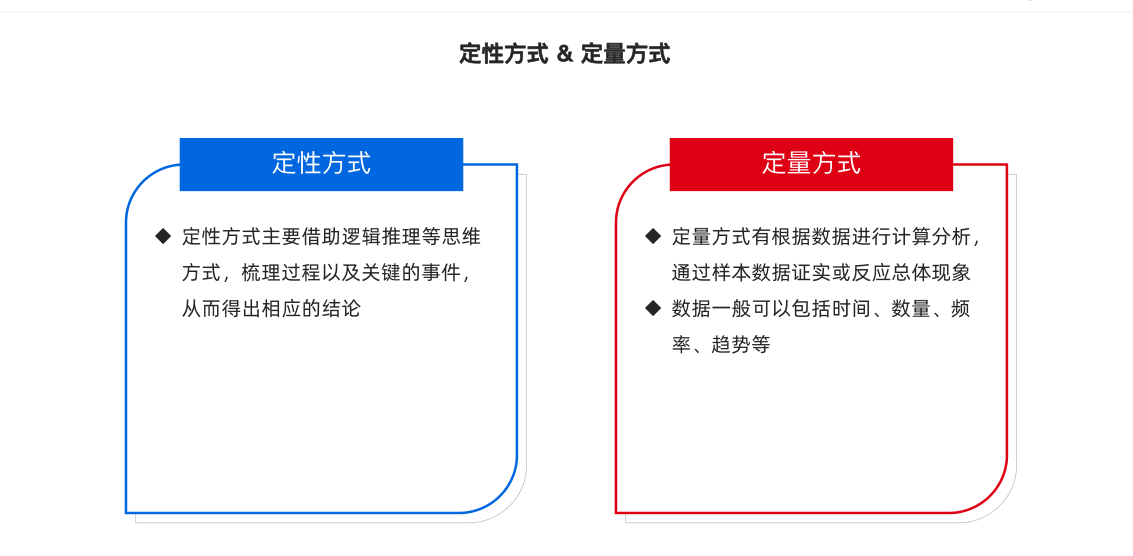 定性方式 & 定量方式
定性方式
◆ 定性方式主要借助逻辑推理等思维
方式，梳理过程以及关键的事件，
从而得出相应的结论
定量方式
◆ 定量方式有根据数据进行计算分析，
通过样本数据证实或反应总体现象
◆ 数据一般可以包括时间、数量、频
率、趋势等